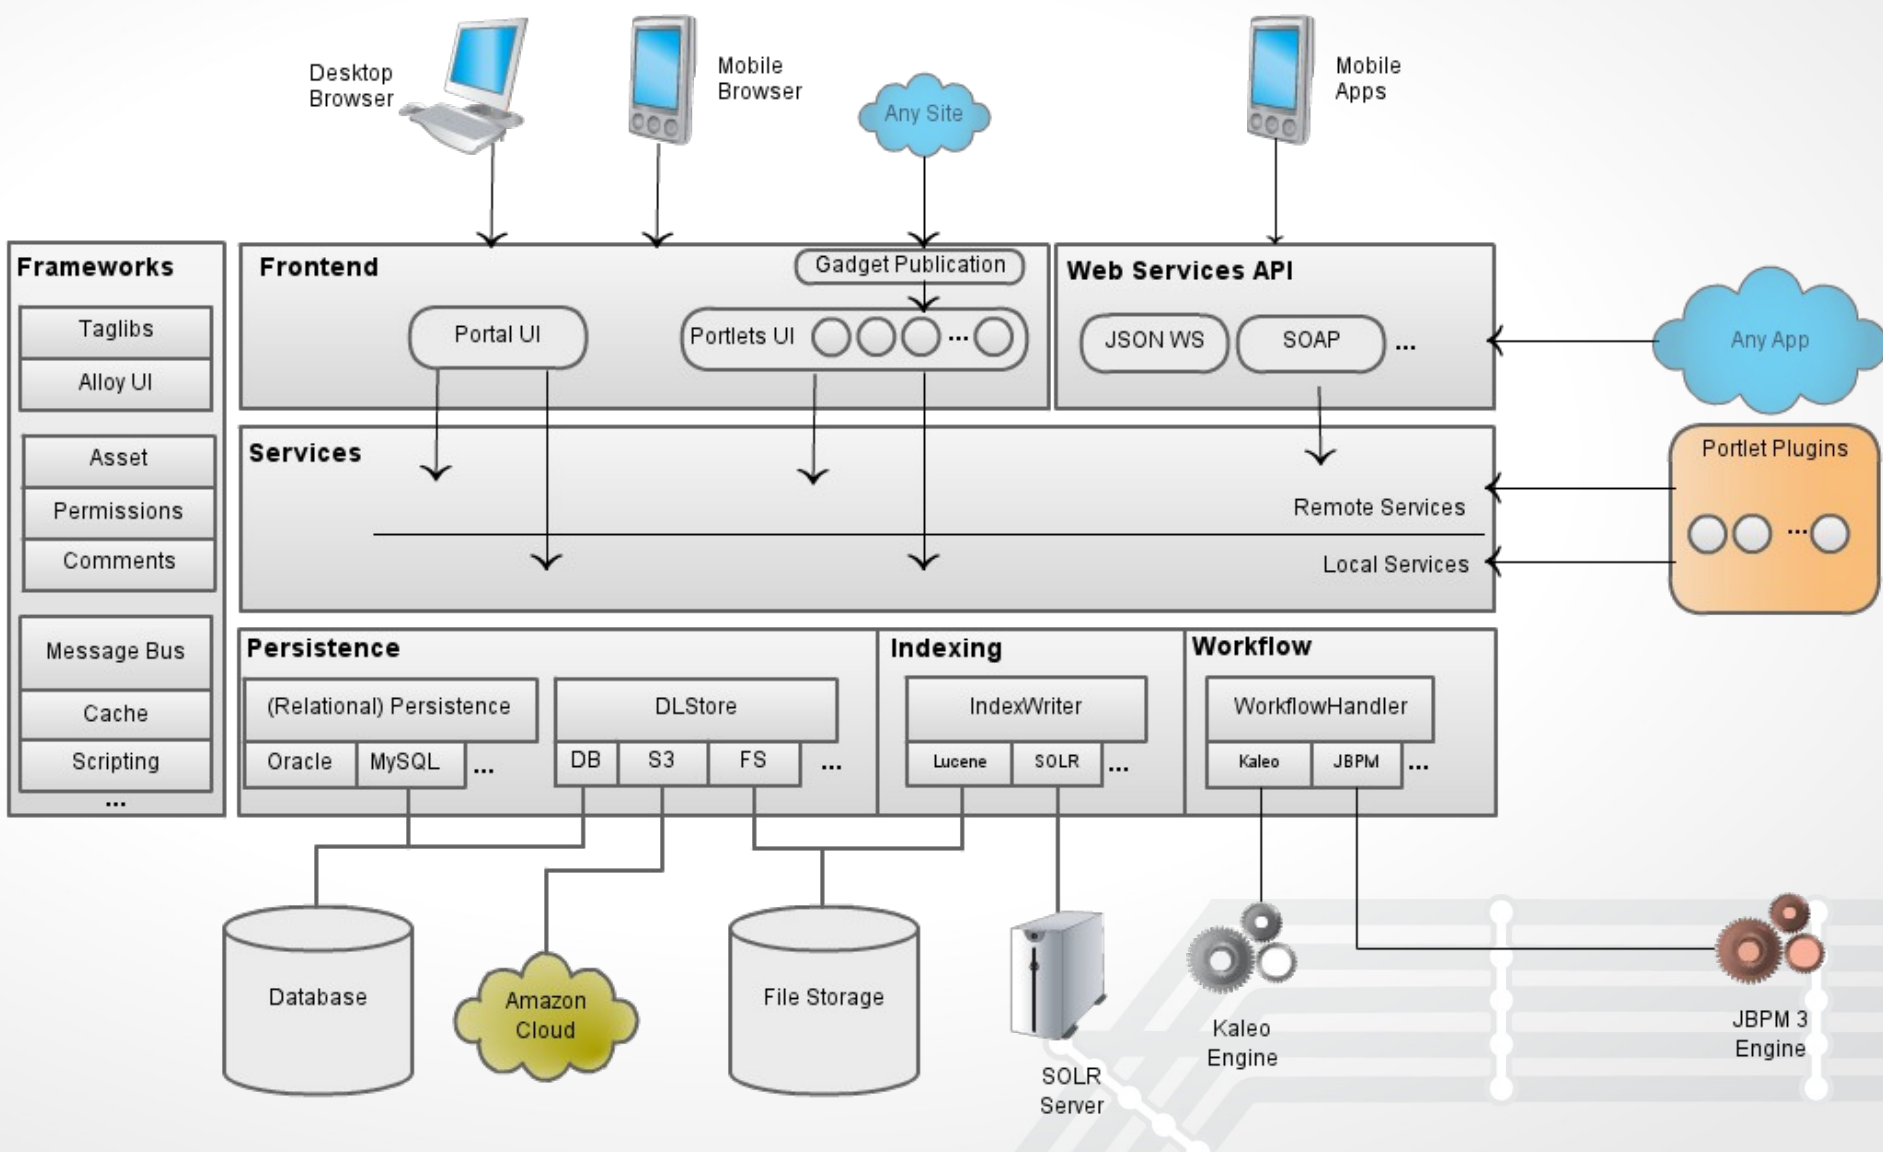 Desktop
Browser
Mobile
Browser
Any Site
Mobile
Apps
Frameworks
Taglibs
Alloy UI
Asset
Permissions
Comments
Message Bus
Cache
Scripting
...
Frontend
Gadget Publication
Portal UI
Portlets UI ...
Web Services API
JSON WS
SOAP
...
Any App
Services
Remote Services
Local Services
Portlet Plugins
...
Persistence
(Relational) Persistence
Oracle
MySQL
...
DLStore
DB
S3
FS
...
Indexing
IndexWriter
Lucene
SOLR
...
Workflow
WorkflowHandler
Kaleo
JBPM
...
Database
Amazon
Cloud
File Storage
SOLR
Server
Kaleo
Engine
JBPM 3
Engine